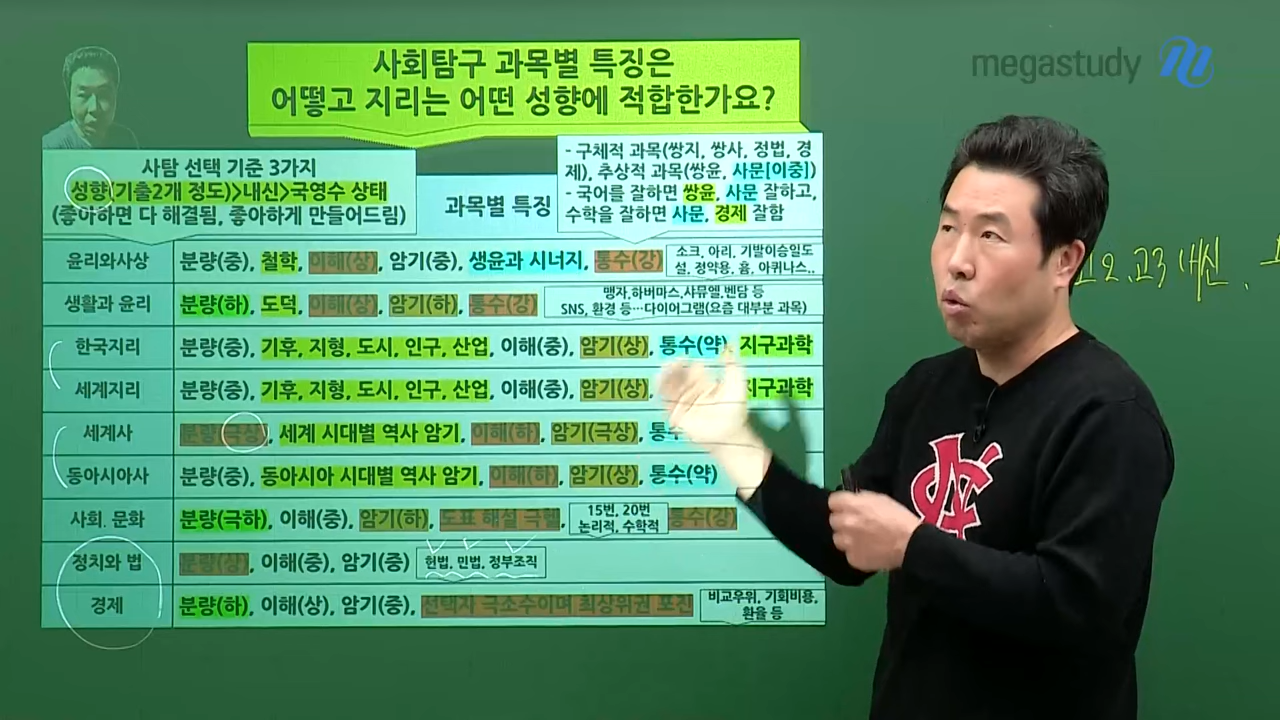 megastudy
사회탐구 과목별 특징은
어떻고 지리는 어떤 성향에 적합한가요?
사탐 선택 기준 3가지
성향(기출2개 정도)>내신>국영수 상태
(좋아하면 다 해결됨, 좋아하게 만들어드림)
과목별 특징
- 구체적 과목(쌍지, 쌍사, 정법, 경
제), 추상적 과목(쌍윤, 사문[이중])
- 국어를 잘하면 쌍윤, 사문 잘하고,
수학을 잘하면 사문, 경제 잘함
윤리와사상 분량(중), 철학, 이해(상), 암기(중), 생윤과 시너지, 통수(강)
소크, 아리, 기발이승일도
설, 정약용, 흄, 아퀴나스..
생활과 윤리 분량(하), 도덕, 이해(상), 암기(하), 통수(강)
맹자,하버마스,샤뮤엘,벤담 등
SNS, 환경 등…다이어그램(요즘 대부분 과목)
한국지리 분량(중), 기후, 지형, 도시, 인구, 산업, 이해(중), 암기(상), 통수(약), 지구과학
세계지리 분량(중), 기후, 지형, 도시, 인구, 산업, 이해(중), 암기(상), 지구과학
세계사 분량(극상), 세계 시대별 역사 암기, 이해(하), 암기(극상), 통수
동아시아사 분량(중), 동아시아 시대별 역사 암기, 이해(하), 암기(상), 통수(약)
사회. 문화 분량(극하), 이해(중), 암기(하), 도표 해설 극헬, 통수(강)
15번, 20번
논리적, 수학적
정치와 법 분량(상), 이해(중), 암기(중) 헌법, 민법, 정부조직
경제 분량(하), 이해(상), 암기(중), 선택자 극소수이며 최상위권 포진
비교우위, 기회비용,
환율 등
고2, 고3 내신,